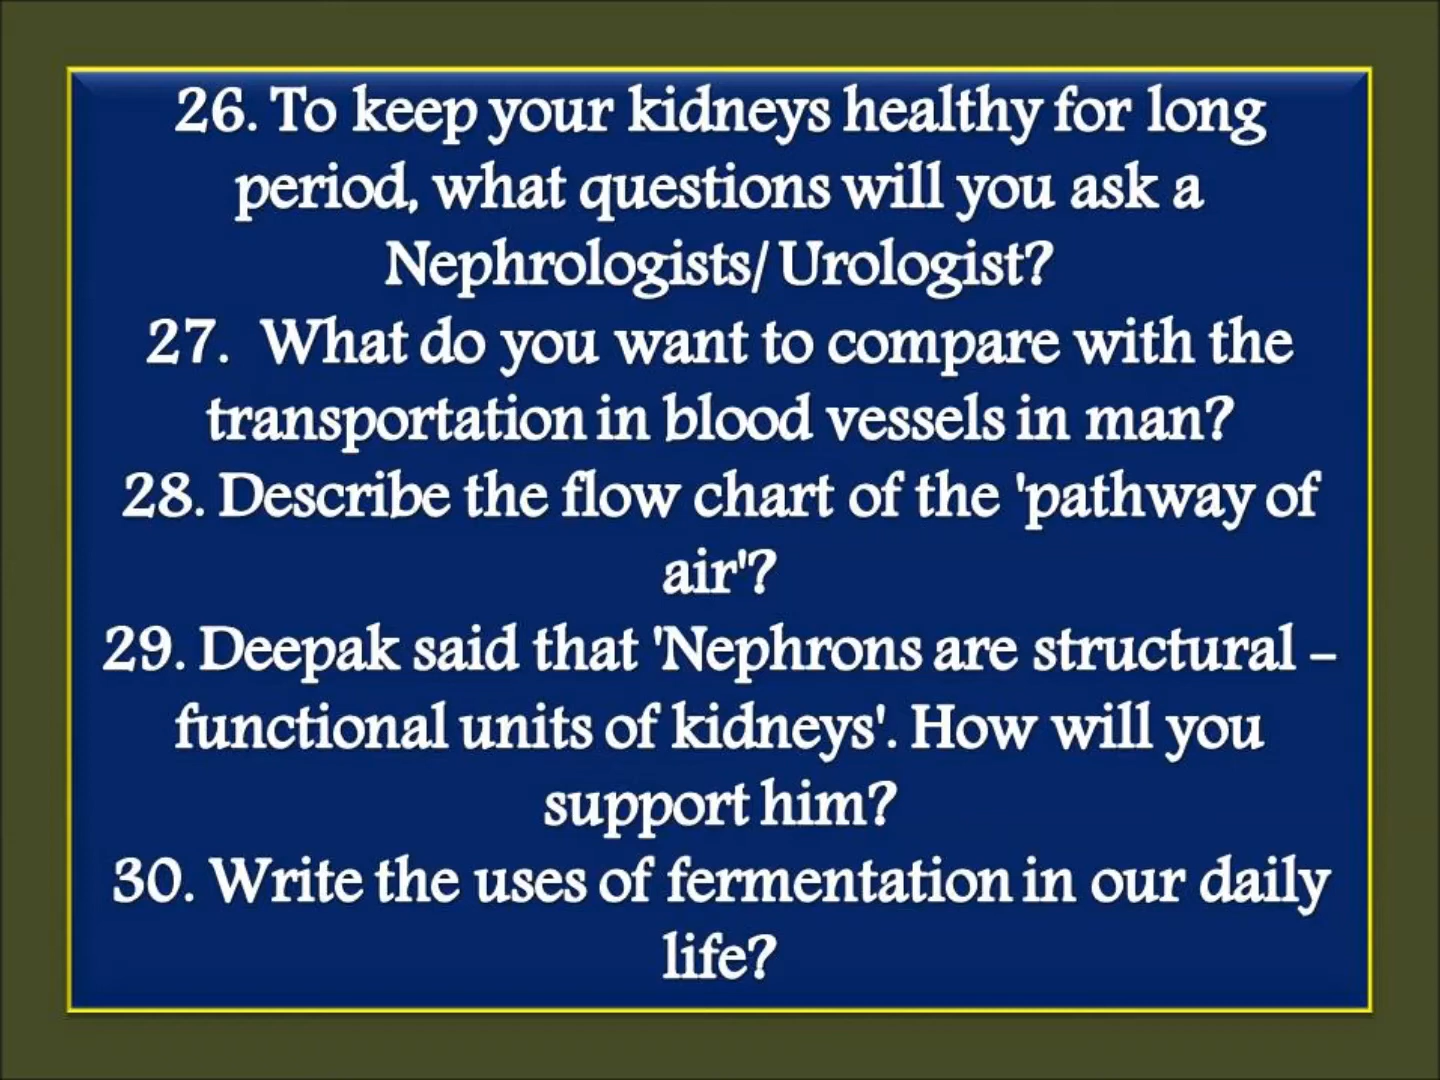 26. To keep your kidneys healthy for long
period, what questions will you ask a
Nephrologists/ Urologist?
27. What do you want to compare with the
transportation in blood vessels in man?
28. Describe the flow chart of the 'pathway of
air'?
29. Deepak said that 'Nephrons are structural –
functional units of kidneys'. How will you
support him?
30. Write the uses of fermentation in our daily
life?